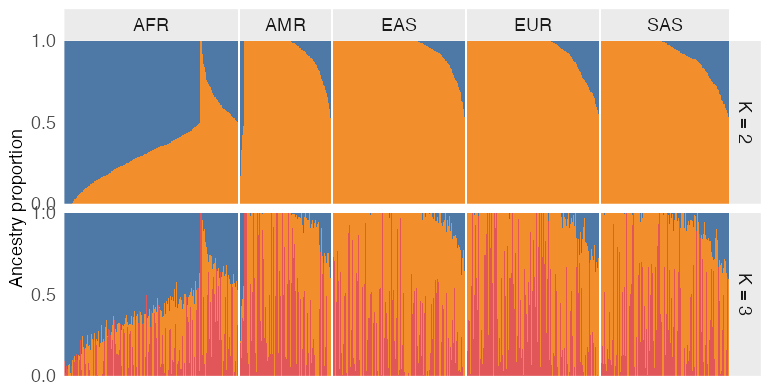 AFR AMR EAS EUR SAS
1.0
0.5
0.0
K = 2
1.0
0.5
0.0
K = 3
Ancestry proportion